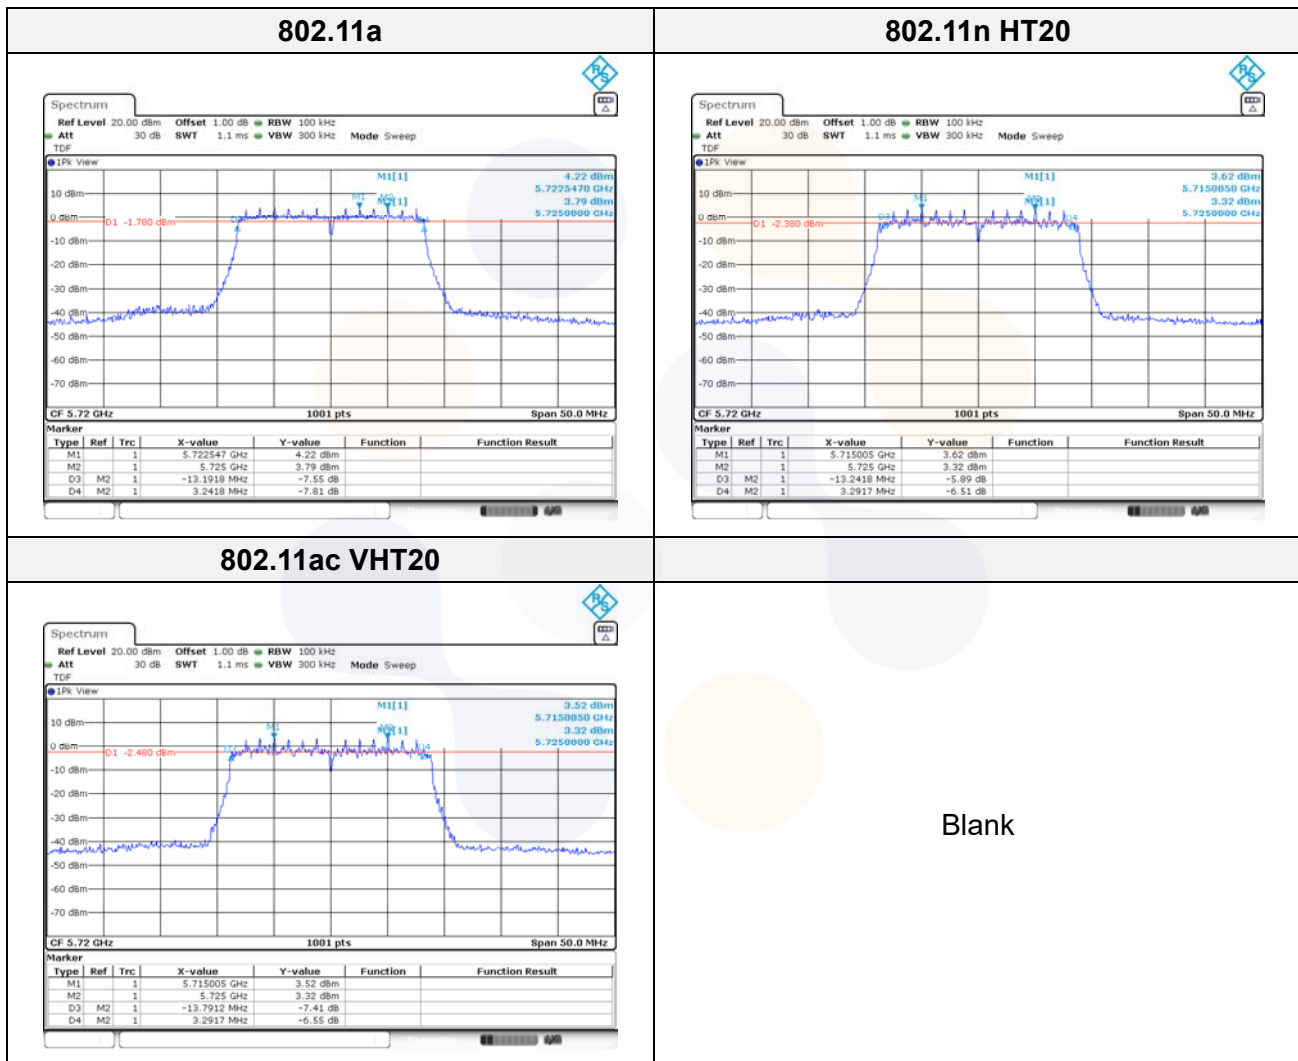 802.11a
802.11n HT20
R&S
Spectrum
Ref Level 20.00 dBm Offset 1.00 dB RBW 100 kHz
Att 30 dB SWT 1.1 ms VBW 300 kHz Mode Sweep
TDF
1Pk View
M1[1] 4.22 dBm
5.7225470 GHz
M2[1] 3.79 dBm
5.7250000 GHz
10 dBm
0 dBm
D1 -1.780 dBm
M1
D4
-10 dBm
-20 dBm
-30 dBm
-40 dBm
-50 dBm
-60 dBm
-70 dBm
CF 5.72 GHz 1001 pts Span 50.0 MHz
Marker
Type Ref Trc X-value Y-value Function Function Result
M1 1 5.722547 GHz 4.22 dBm
M2 1 5.725 GHz 3.79 dBm
D3 M2 1 -13.1918 MHz -7.55 dB
D4 M2 1 3.2418 MHz -7.81 dB
R&S
Spectrum
Ref Level 20.00 dBm Offset 1.00 dB RBW 100 kHz
Att 30 dB SWT 1.1 ms VBW 300 kHz Mode Sweep
TDF
1Pk View
M1[1] 3.62 dBm
5.7150050 GHz
M2[1] 3.32 dBm
5.7250000 GHz
10 dBm
0 dBm
D1 -2.380 dBm
M1
D3
D4
-10 dBm
-20 dBm
-30 dBm
-40 dBm
-50 dBm
-60 dBm
-70 dBm
CF 5.72 GHz 1001 pts Span 50.0 MHz
Marker
Type Ref Trc X-value Y-value Function Function Result
M1 1 5.715005 GHz 3.62 dBm
M2 1 5.725 GHz 3.32 dBm
D3 M2 1 -13.2418 MHz -5.89 dB
D4 M2 1 3.2917 MHz -6.51 dB
802.11ac VHT20
R&S
Spectrum
Ref Level 20.00 dBm Offset 1.00 dB RBW 100 kHz
Att 30 dB SWT 1.1 ms VBW 300 kHz Mode Sweep
TDF
1Pk View
M1[1] 3.52 dBm
5.7150050 GHz
M2[1] 3.32 dBm
5.7250000 GHz
10 dBm
0 dBm
D1 -2.480 dBm
M1
D4
-10 dBm
-20 dBm
-30 dBm
-40 dBm
-50 dBm
-60 dBm
-70 dBm
CF 5.72 GHz 1001 pts Span 50.0 MHz
Marker
Type Ref Trc X-value Y-value Function Function Result
M1 1 5.715005 GHz 3.52 dBm
M2 1 5.725 GHz 3.32 dBm
D3 M2 1 -13.7912 MHz -7.41 dB
D4 M2 1 3.2917 MHz -6.55 dB
Blank